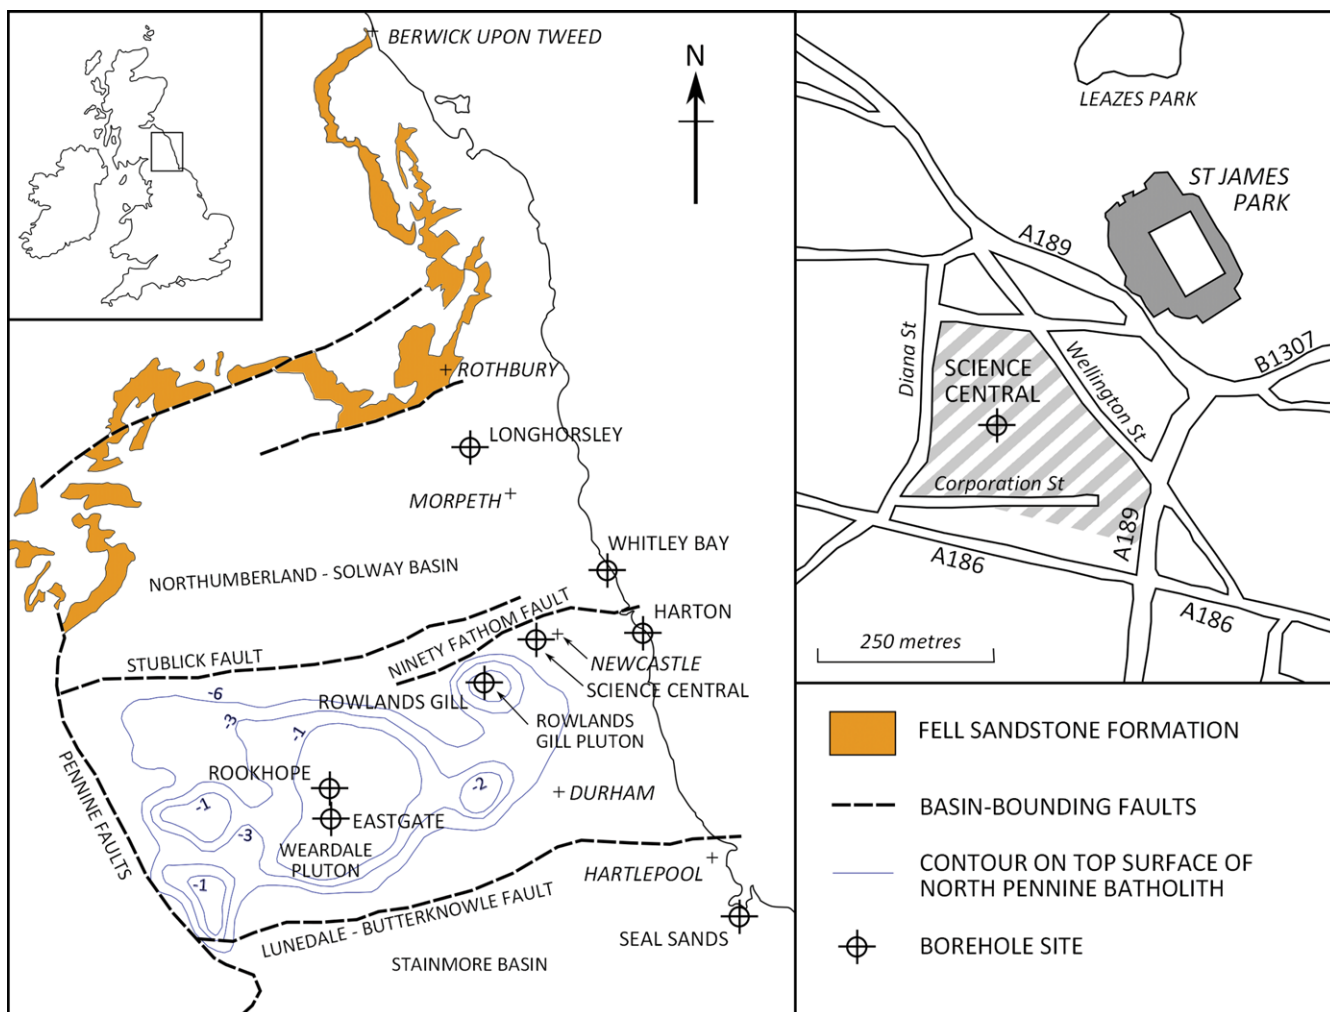 BERWICK UPON TWEED
N
ROTHBURY
LONGHORSLEY
MORPETH
WHITLEY BAY
NORTHUMBERLAND - SOLWAY BASIN
HARTON
NINETY FATHOM FAULT
STUBLICK FAULT
NEWCASTLE
SCIENCE CENTRAL
ROWLANDS GILL
ROWLANDS
GILL PLUTON
-6
-3
-1
PENNINE FAULTS
ROOKHOPE
-2
DURHAM
-1
EASTGATE
-3
WEARDALE
PLUTON
-1
HARTLEPOOL
LUNEDALE - BUTTERKNOWLE FAULT
SEAL SANDS
STAINMORE BASIN
LEAZES PARK
ST JAMES
PARK
A189
Diana St
Wellington St
B1307
SCIENCE
CENTRAL
Corporation St
A189
A186
A186
250 metres
FELL SANDSTONE FORMATION
BASIN-BOUNDING FAULTS
CONTOUR ON TOP SURFACE OF
NORTH PENNINE BATHOLITH
BOREHOLE SITE